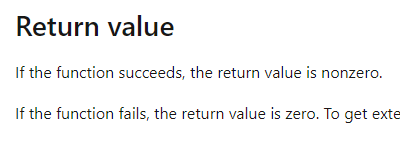 Return value
If the function succeeds, the return value is nonzero.
If the function fails, the return value is zero. To get exte